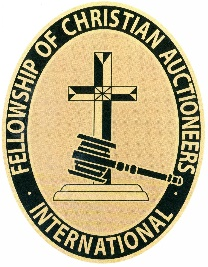 · FELLOWSHIP OF CHRISTIAN AUCTIONEERS ·
INTERNATIONAL